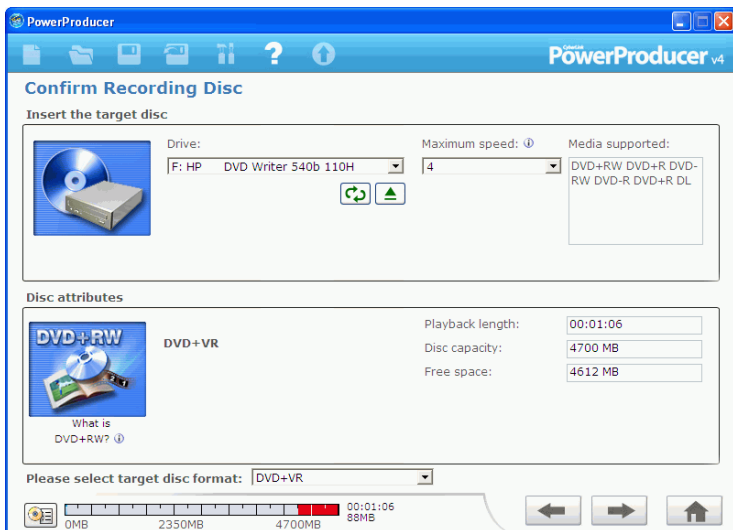 PowerProducer
?
CyberLink
PowerProducer v4
Confirm Recording Disc
Insert the target disc
Drive:
Maximum speed:
Media supported:
F: HP DVD Writer 540b 110H
4
DVD+RW DVD+R DVD-
RW DVD-R DVD+R DL
Disc attributes
DVD+RW
DVD+VR
Playback length:
00:01:06
Disc capacity:
4700 MB
Free space:
4612 MB
What is
DVD+RW?
Please select target disc format:
DVD+VR
00:01:06
88MB
0MB
2350MB
4700MB